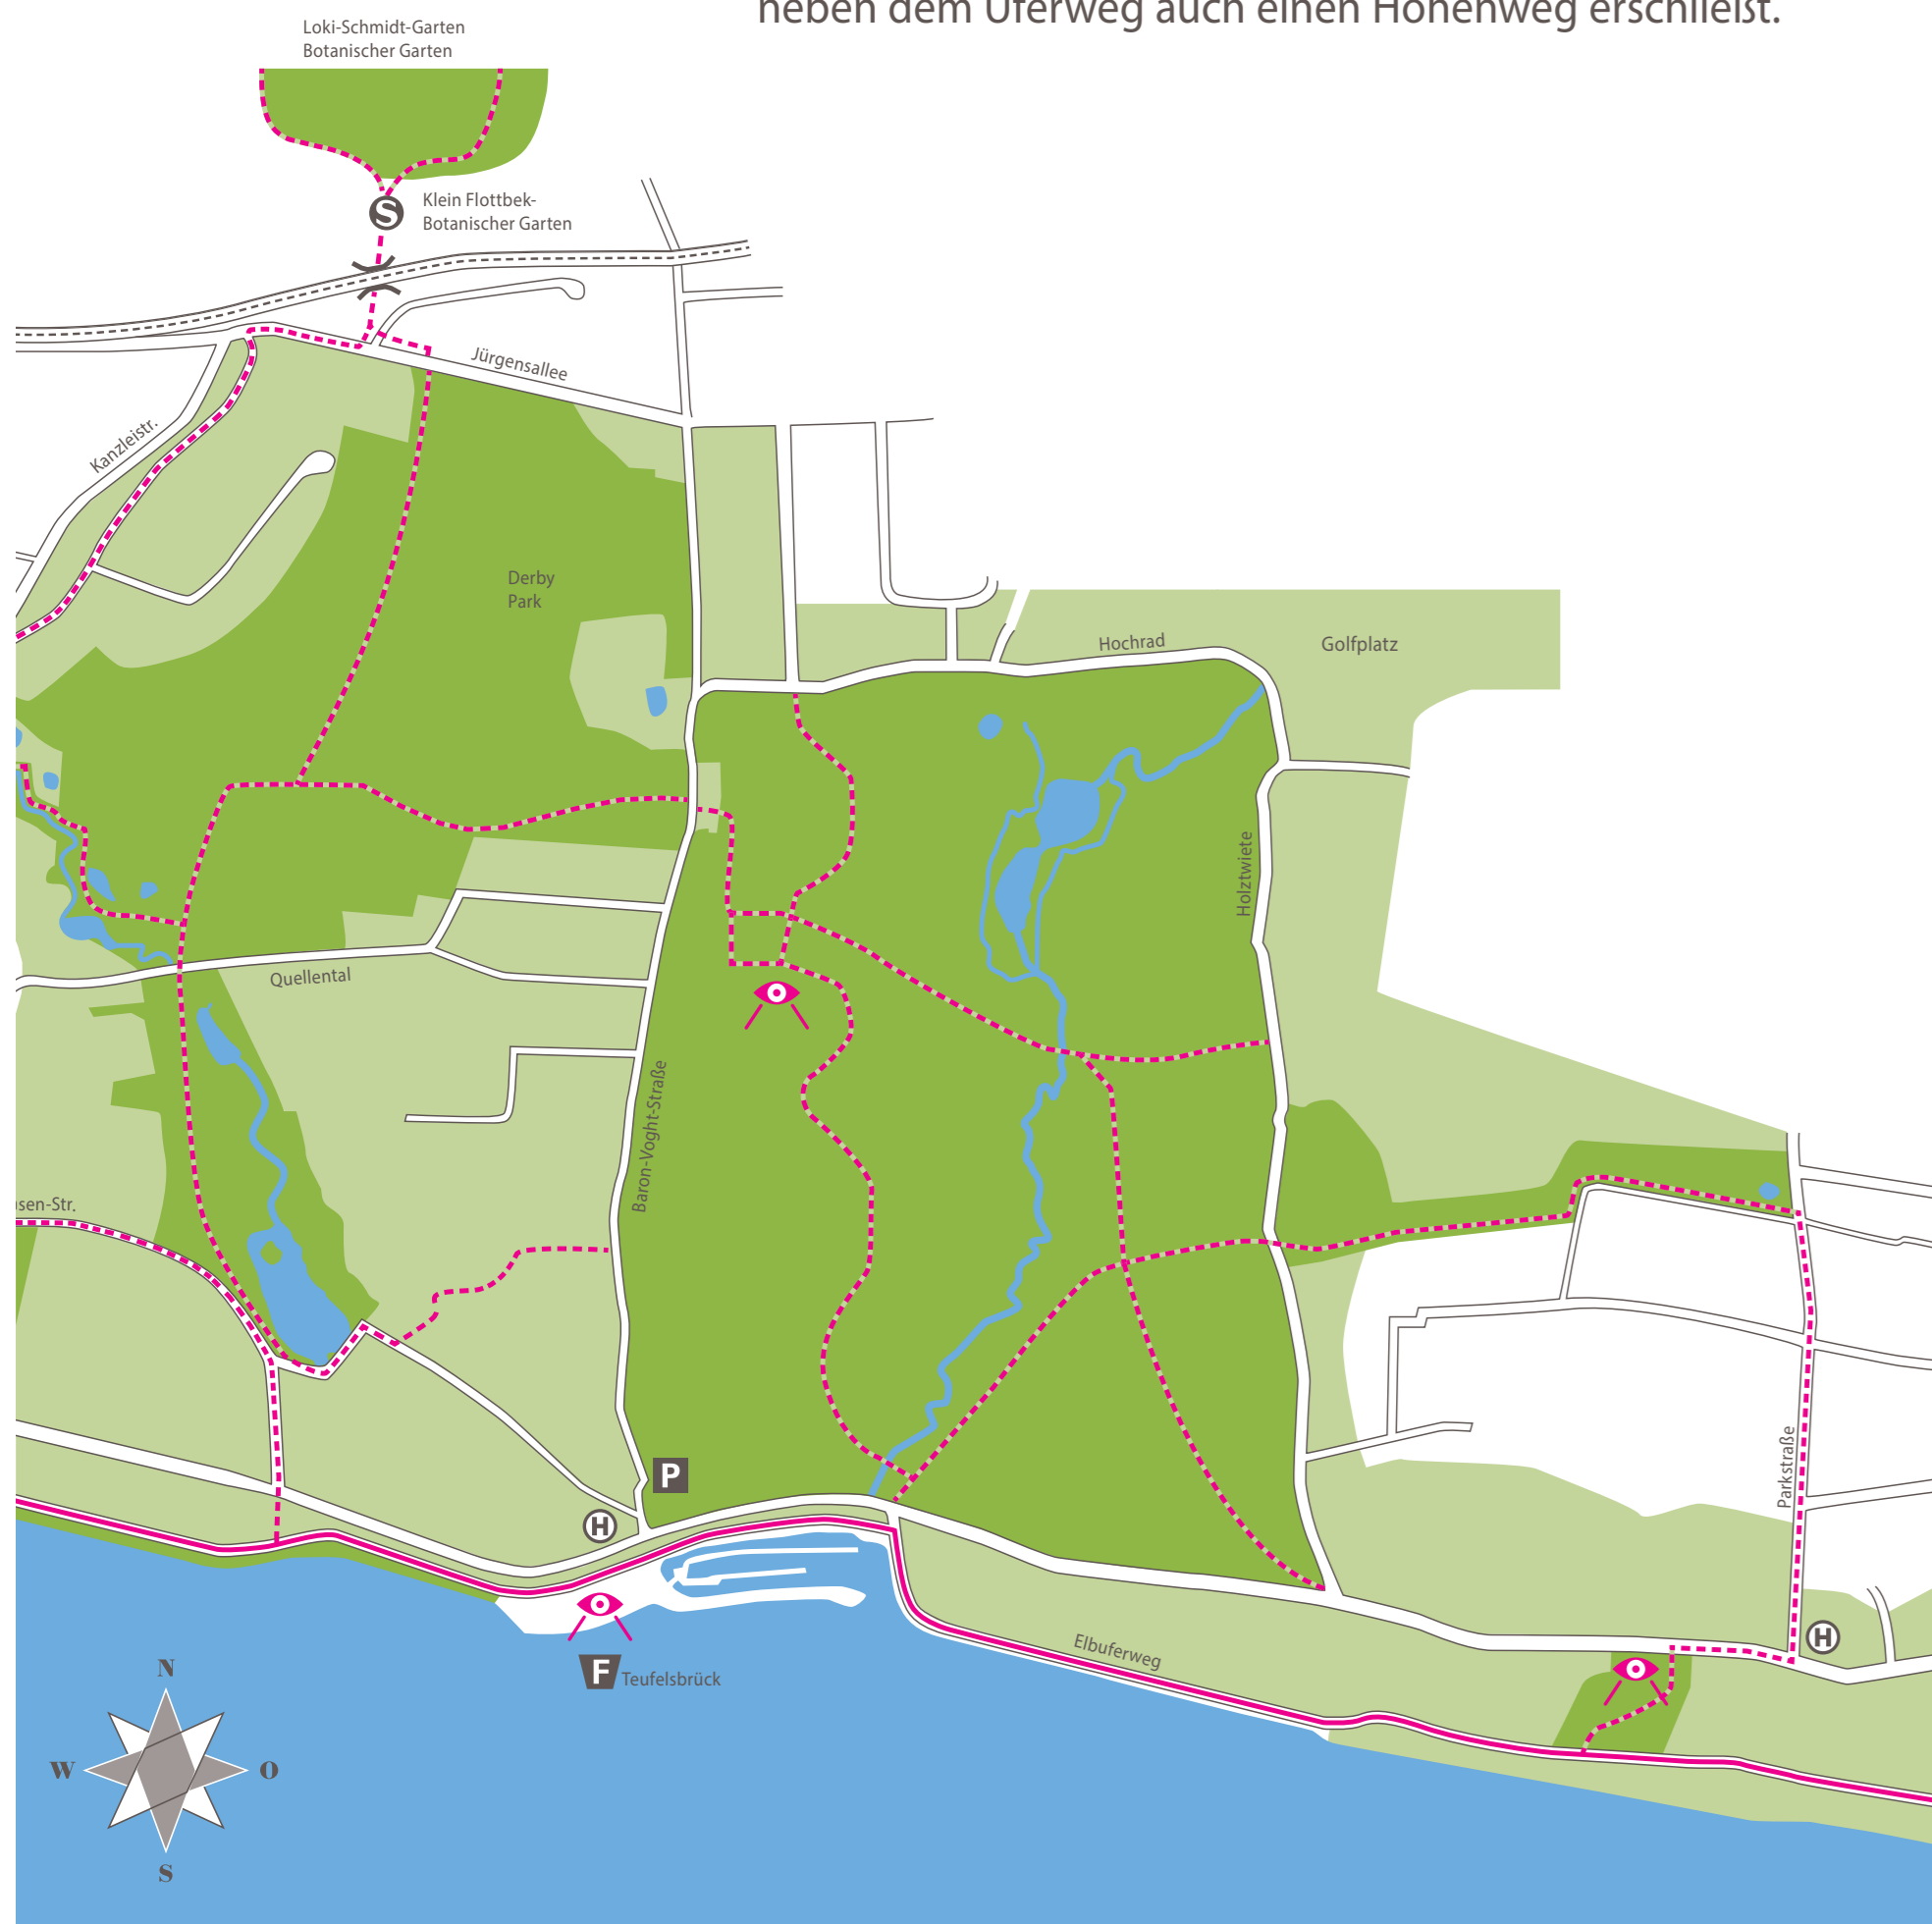 neben dem Uferweg auch einen Höhenweg erschließt.
Loki-Schmidt-Garten
Botanischer Garten
S
Klein Flottbek-
Botanischer Garten
Jürgensallee
Kanzleistr.
Derby
Park
Hochrad
Golfplatz
Holztwiete
Quellental
Baron-Voght-Straße
sen-Str.
Parkstraße
P
H
H
Elbuferweg
F
Teufelsbrück
N
W
O
S